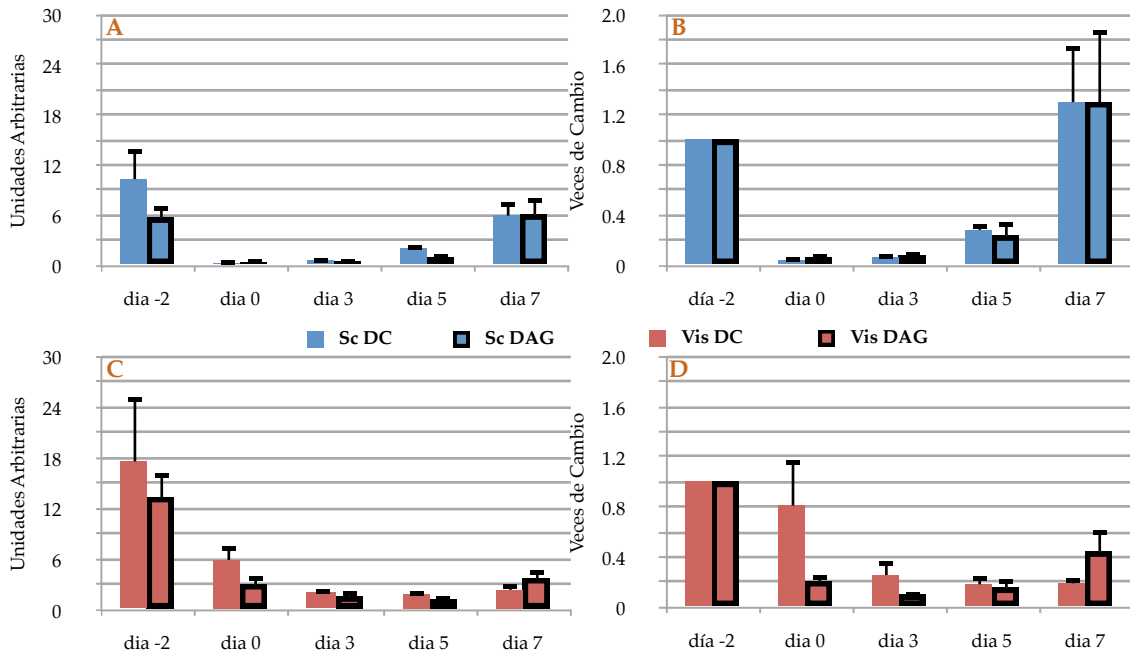 A
Unidades Arbitrarias
30
24
18
12
6
0
dia -2 dia 0 dia 3 dia 5 dia 7
B
Veces de Cambio
2.0
1.6
1.2
0.8
0.4
0
día -2 dia 0 dia 3 dia 5 dia 7
Sc DC Sc DAG Vis DC Vis DAG
C
Unidades Arbitrarias
30
24
18
12
6
0
dia -2 dia 0 dia 3 dia 5 dia 7
D
Veces de Cambio
2.0
1.6
1.2
0.8
0.4
0
día -2 dia 0 dia 3 dia 5 dia 7